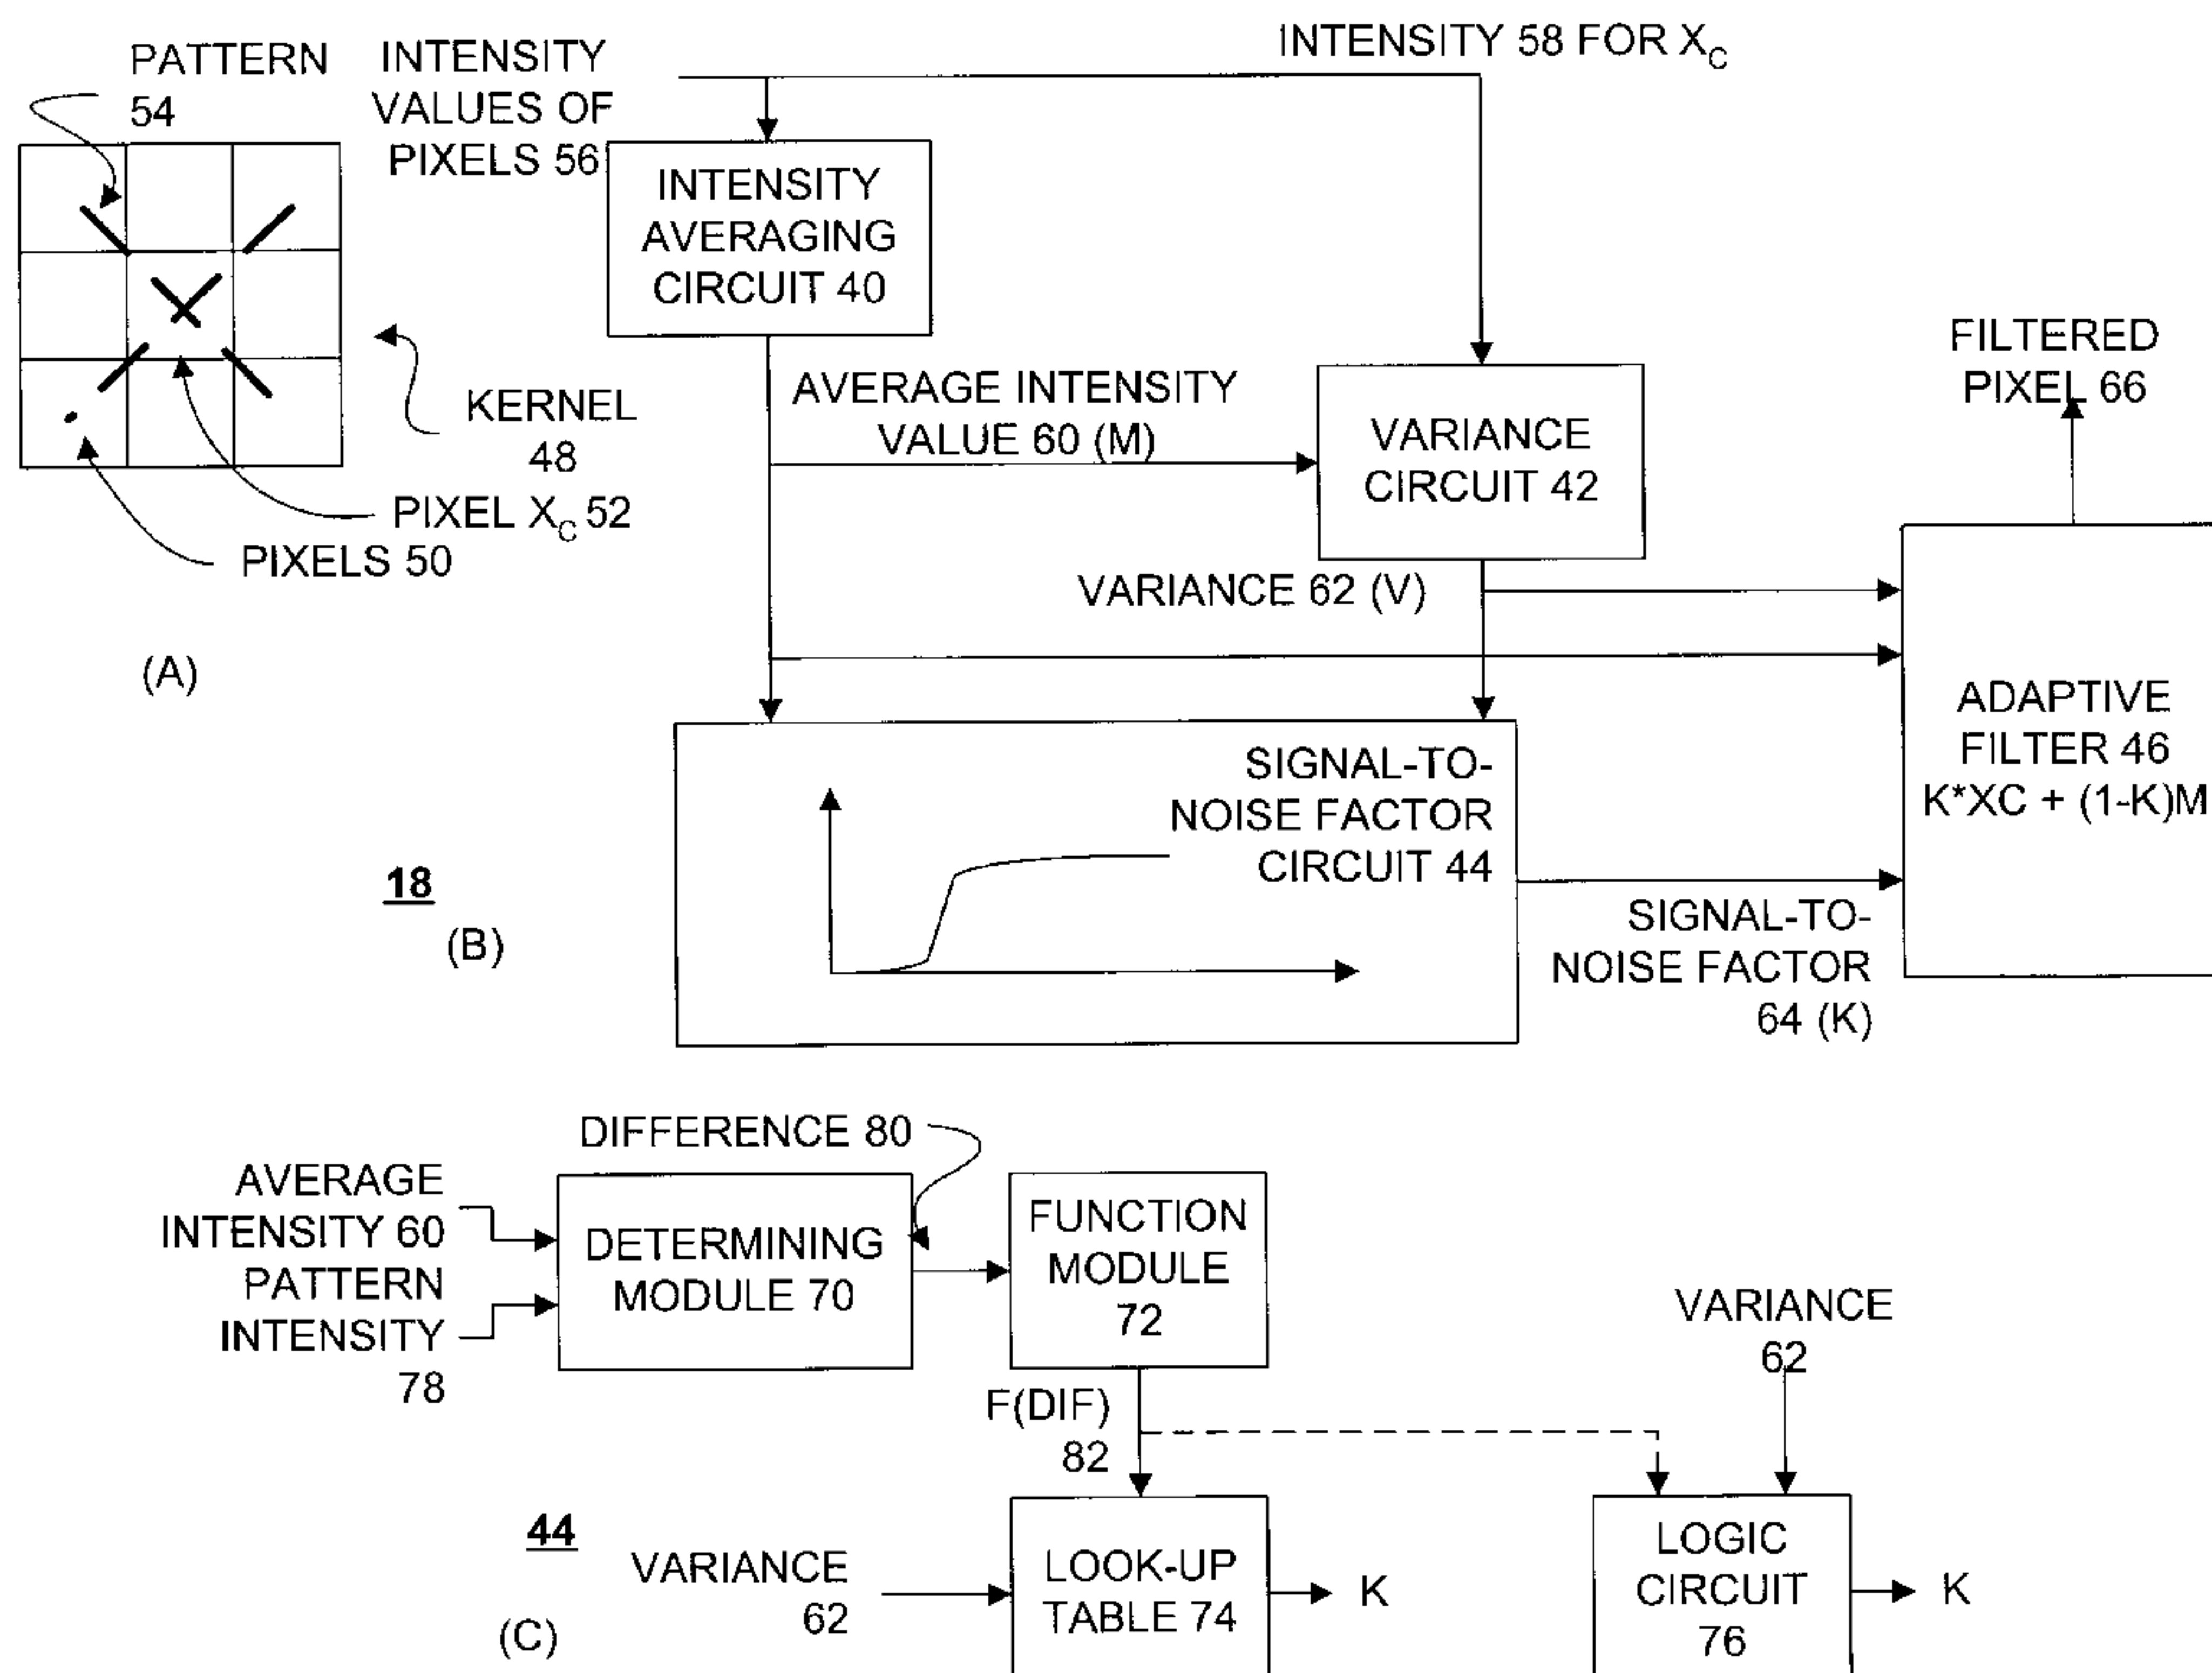 PATTERN
54
INTENSITY
VALUES OF
PIXELS 56
INTENSITY 58 FOR XC
INTENSITY
AVERAGING
CIRCUIT 40
KERNEL
48
PIXEL XC 52
PIXELS 50
(A)
AVERAGE INTENSITY
VALUE 60 (M)
VARIANCE
CIRCUIT 42
FILTERED
PIXEL 66
VARIANCE 62 (V)
ADAPTIVE
FILTER 46
K*XC + (1-K)M
SIGNAL-TO-
NOISE FACTOR
CIRCUIT 44
18
(B)
SIGNAL-TO-
NOISE FACTOR
64 (K)
DIFFERENCE 80
AVERAGE
INTENSITY 60
PATTERN
INTENSITY
78
DETERMINING
MODULE 70
FUNCTION
MODULE
72
VARIANCE
62
F(DIF)
82
44
(C)
VARIANCE
62
LOOK-UP
TABLE 74
K
LOGIC
CIRCUIT
76
K